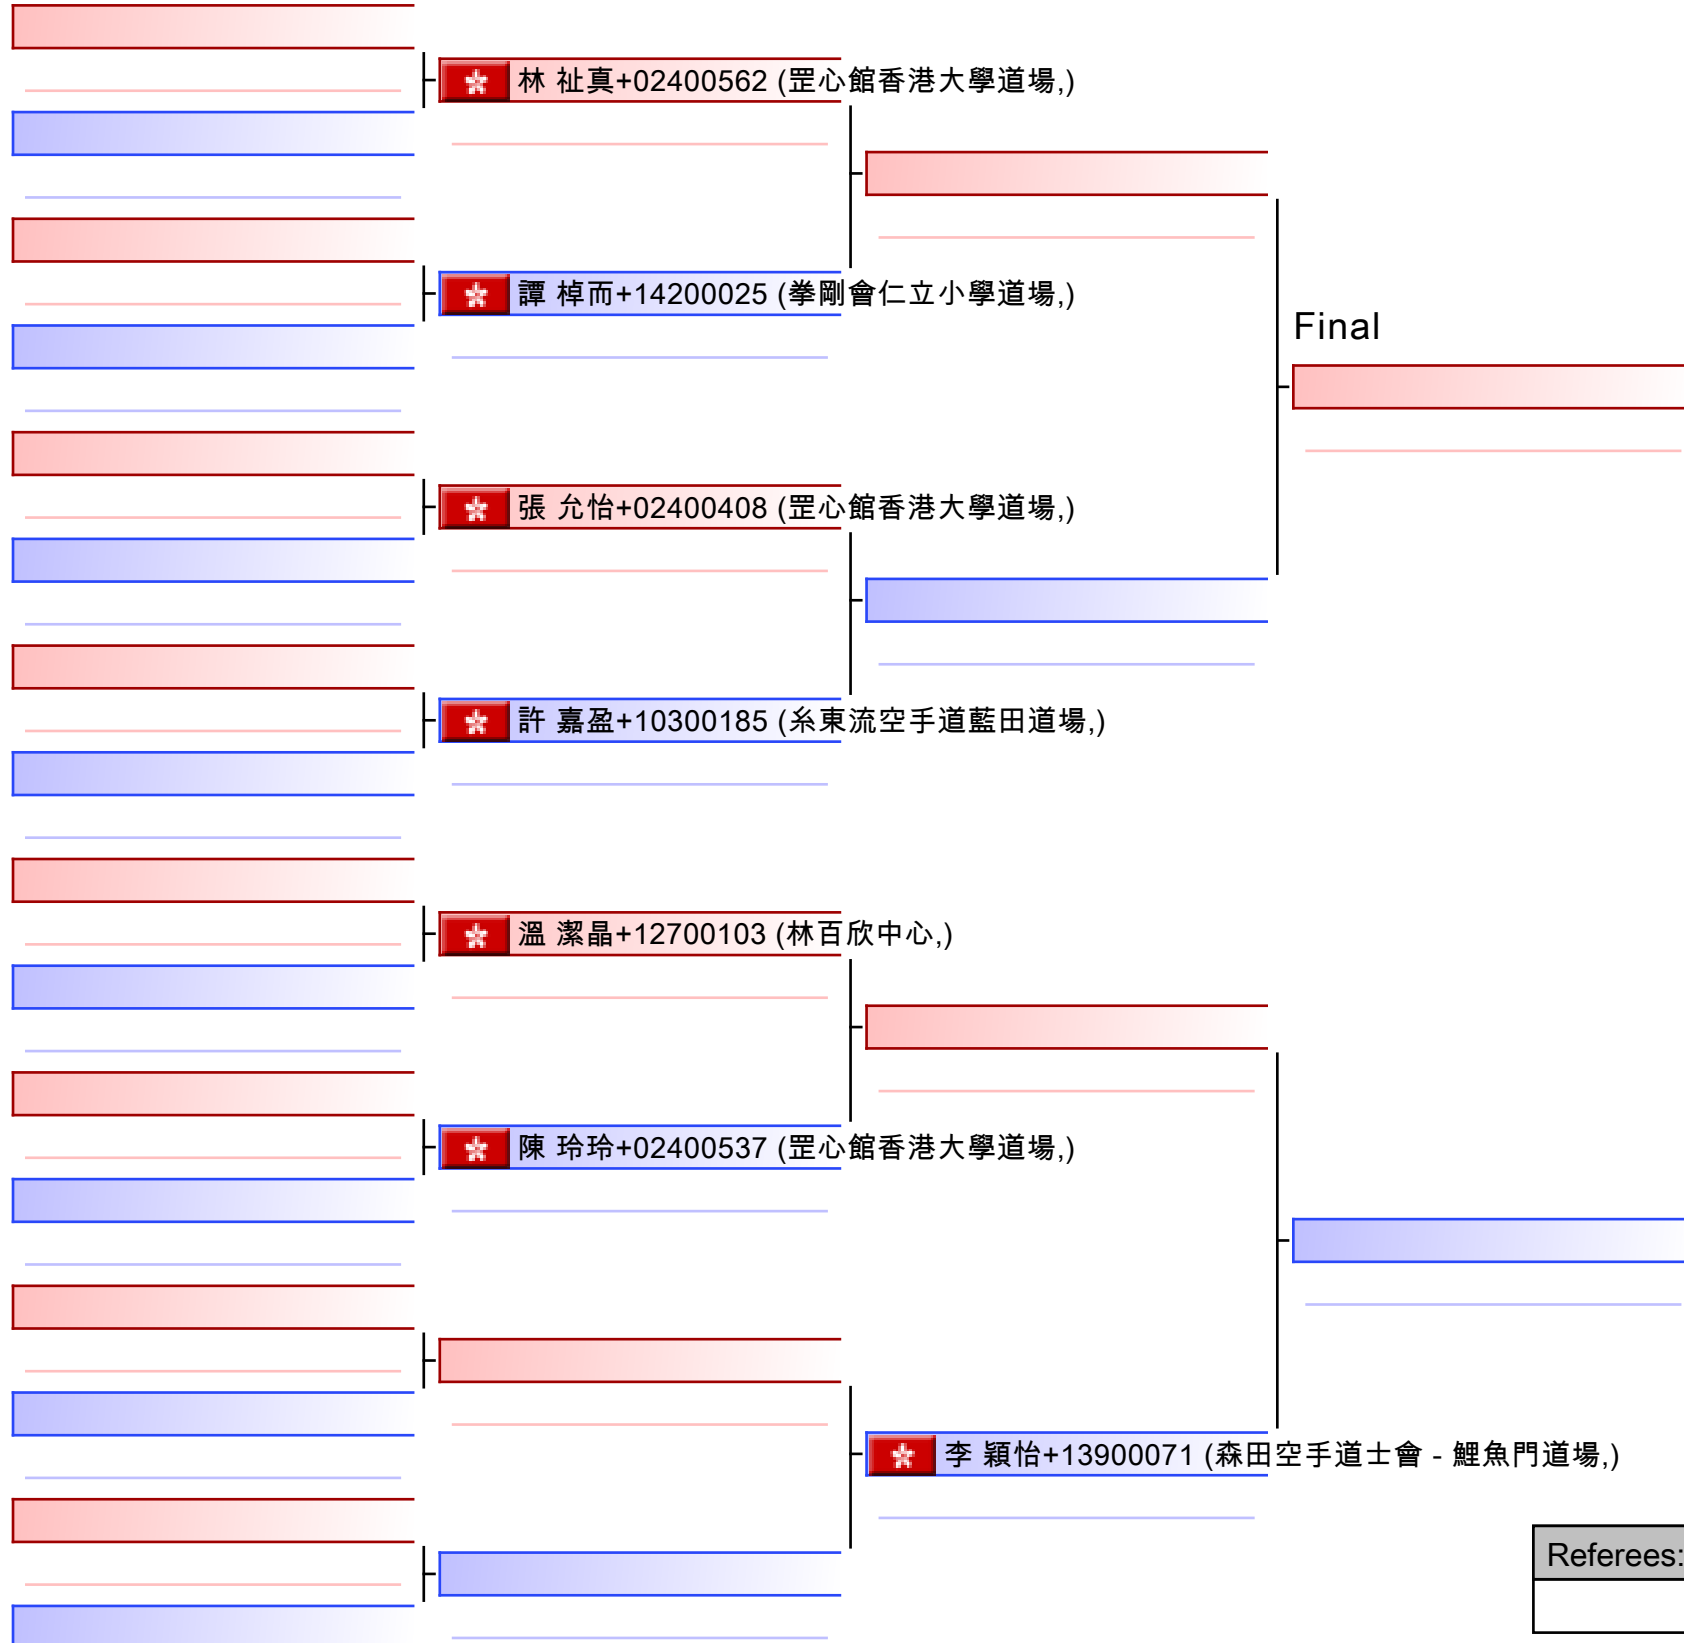 林 祉真+02400562 (罡心館香港大學道場,)
譚 棹而+14200025 (拳剛會仁立小學道場,)
Final
張 允怡+02400408 (罡心館香港大學道場,)
許 嘉盈+10300185 (糸東流空手道藍田道場,)
溫 潔晶+12700103 (林百欣中心,)
陳 玲玲+02400537 (罡心館香港大學道場,)
李 穎怡+13900071 (森田空手道士會 - 鯉魚門道場,)
Referees: